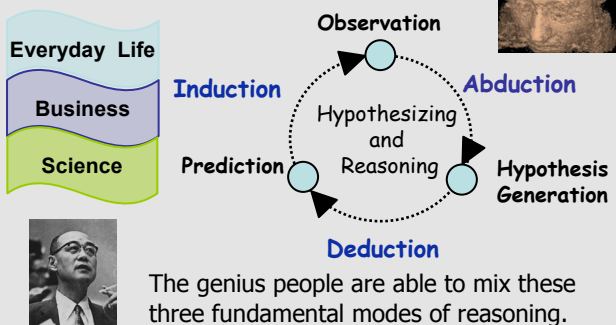 Observation
Everyday Life
Induction
Abduction
Business
Hypothesizing
and
Reasoning
Science
Prediction
Hypothesis
Generation
Deduction
The genius people are able to mix these
three fundamental modes of reasoning.